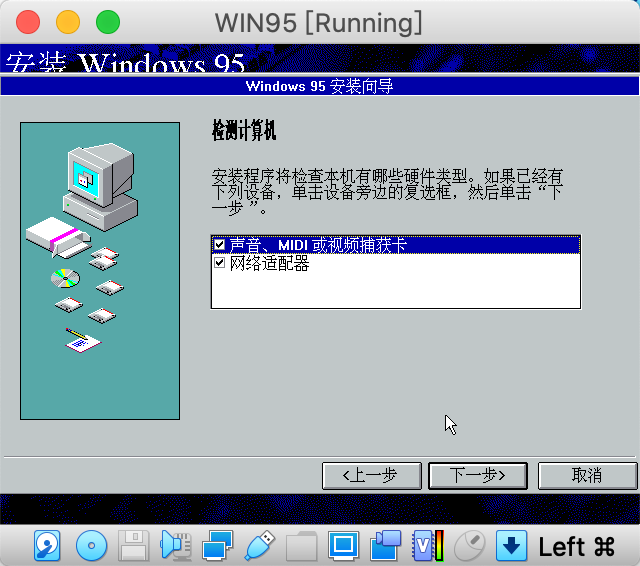 WIN95 [Running]
安装 Windows 95
Windows 95 安装向导
检测计算机
安装程序将检查本机有哪些硬件类型。如果已经有
下列设备，单击设备旁边的复选框，然后单击“下
一步 ”。
声音、MIDI 或视频捕获卡
网络适配器
<上一步
下一步>
取消
V
Left ⌘